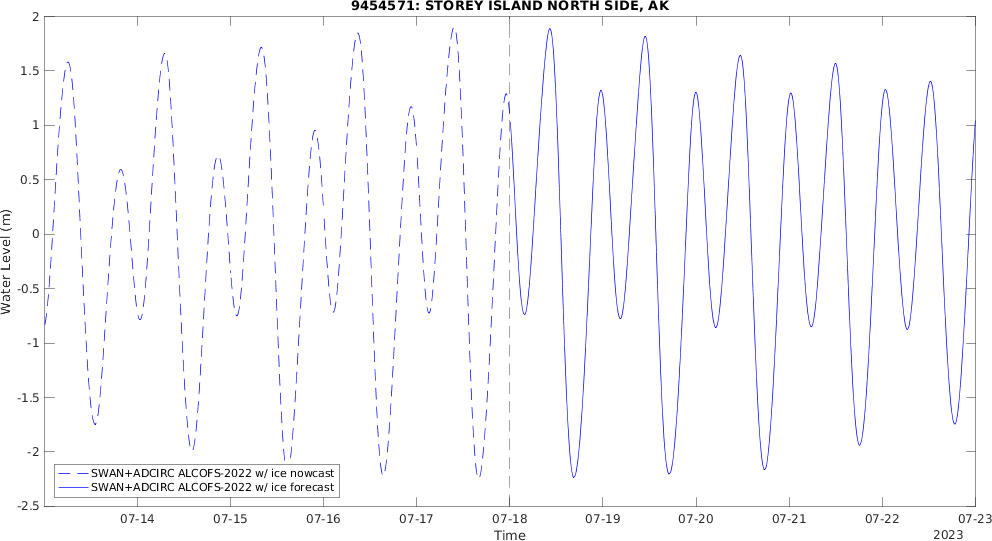 9454571: STOREY ISLAND NORTH SIDE, AK
2
1.5
1
0.5
0
-0.5
-1
-1.5
-2
-2.5
Water Level (m)
SWAN+ADCIRC ALCOFS-2022 w/ ice nowcast
SWAN+ADCIRC ALCOFS-2022 w/ ice forecast
07-14 07-15 07-16 07-17 07-18 07-19 07-20 07-21 07-22 07-23
Time
2023